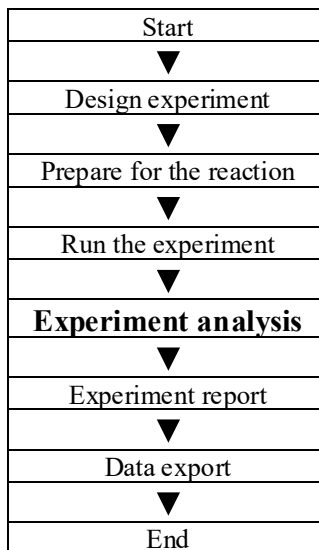 Start
▼
Design experiment
▼
Prepare for the reaction
▼
Run the experiment
▼
Experiment analysis
▼
Experiment report
▼
Data export
▼
End